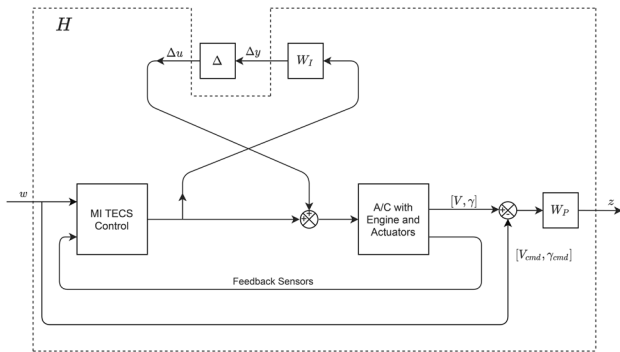 H
Δu
Δ
Δy
W_I
w
MI TECS
Control
+
+
A/C with
Engine and
Actuators
[V, γ]
+
-
W_P
z
[V_cmd, γ_cmd]
Feedback Sensors